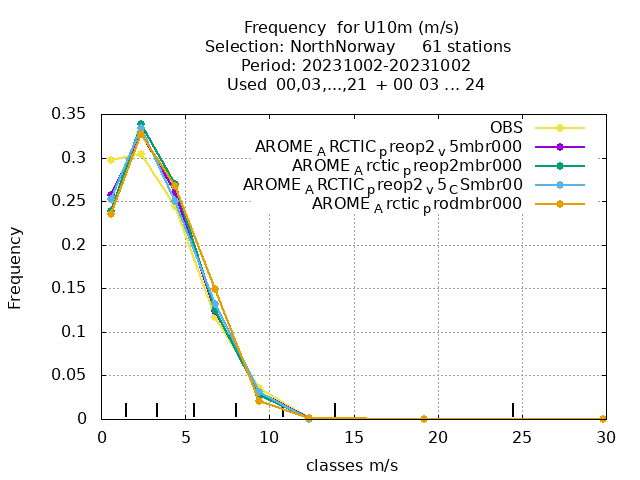 Frequency  for U10m (m/s)
Selection: NorthNorway     61 stations
Period: 20231002-20231002
Used  00,03,...,21  + 00 03 ... 24
0.35
0.3
0.25
0.2
0.15
0.1
0.05
0
Frequency
OBS
AROME_ARCTIC_preop2_v5mbr000
AROME_Arctic_preop2mbr000
AROME_ARCTIC_preop2_v5_CSmbr00
AROME_Arctic_prodmbr000
0 5 10 15 20 25 30
classes m/s